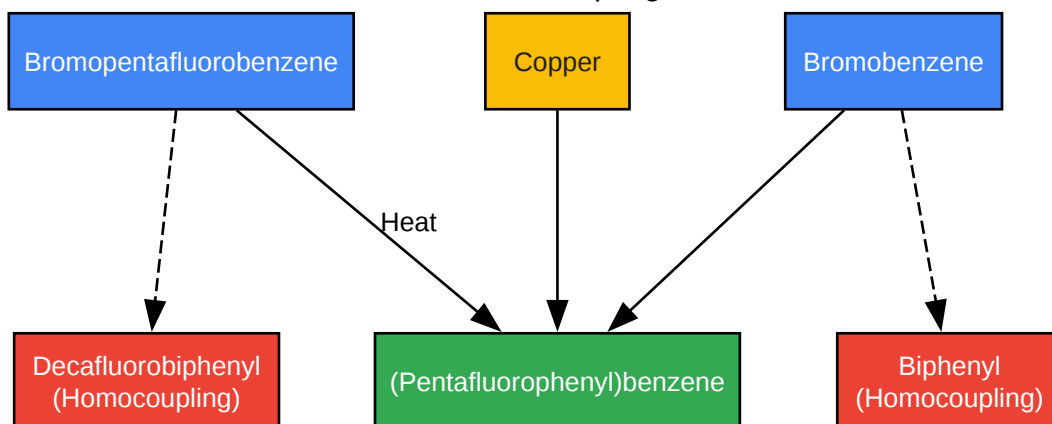 Bromopentafluorobenzene
Copper
Bromobenzene
Heat
Decafluorobiphenyl
(Homocoupling)
(Pentafluorophenyl)benzene
Biphenyl
(Homocoupling)